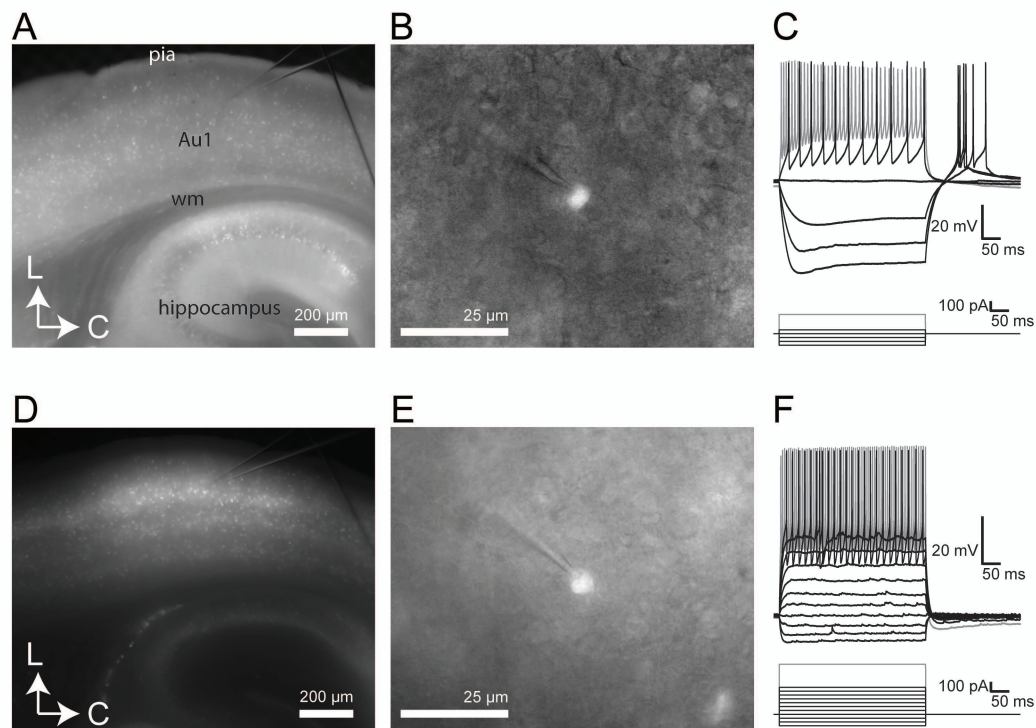 A
pia
Au1
wm
hippocampus
L
C
200 µm
B
25 µm
C
20 mV
50 ms
100 pA
50 ms
D
L
C
200 µm
E
25 µm
F
20 mV
50 ms
100 pA
50 ms